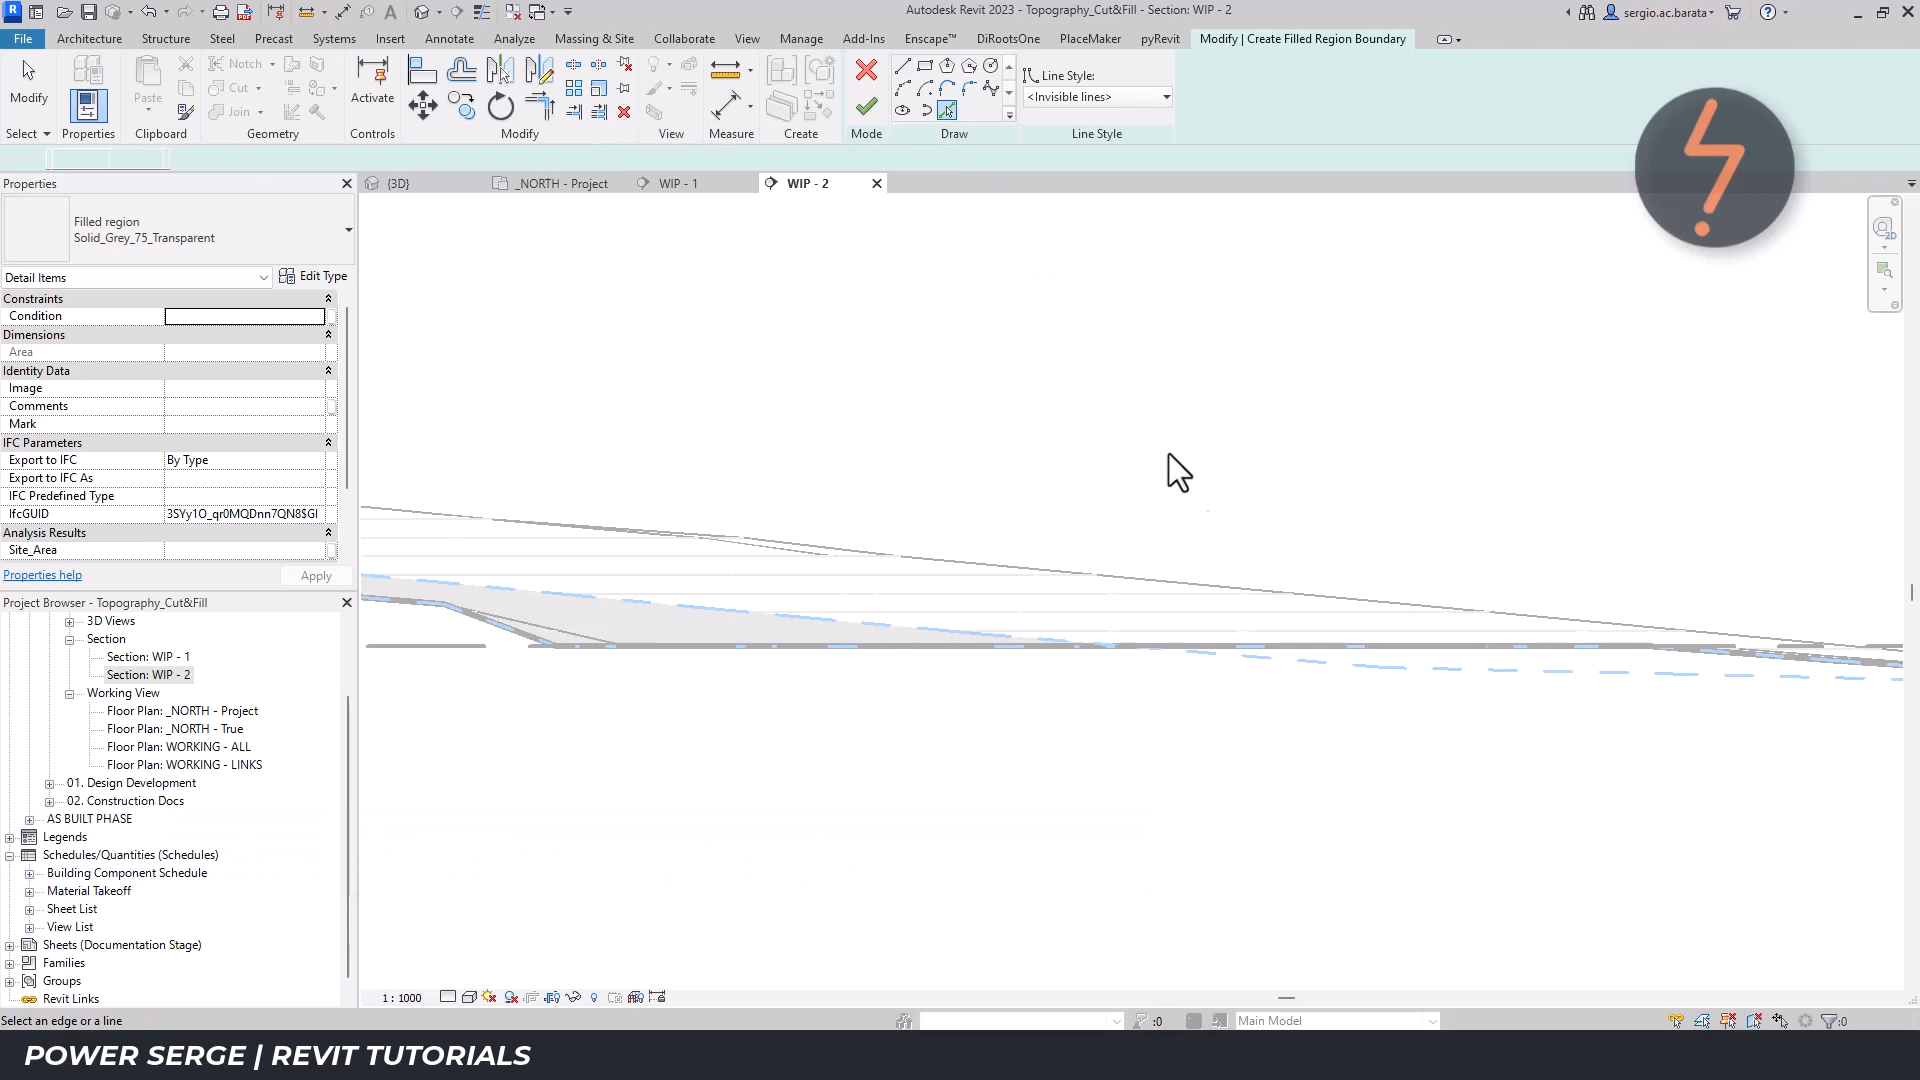 Autodesk Revit 2023 - Topography_Cut&Fill - Section: WIP - 2
sergio.ac.barata
File Architecture Structure Steel Precast Systems Insert Annotate Analyze Massing & Site Collaborate View Manage Add-Ins Enscape™ DiRootsOne PlaceMaker pyRevit Modify | Create Filled Region Boundary
Modify
Paste
Notch
Cut
Join
Activate
Line Style:
<Invisible lines>
Select Properties Clipboard Geometry Controls Modify View Measure Create Mode Draw Line Style
Properties
{3D} _NORTH - Project WIP - 1 WIP - 2
Filled region
Solid_Grey_75_Transparent
Detail Items Edit Type
Constraints
Condition
Dimensions
Area
Identity Data
Image
Comments
Mark
IFC Parameters
Export to IFC By Type
Export to IFC As
IFC Predefined Type
IfcGUID 3SYy1O_qr0MQDnn7QN8$GI
Analysis Results
Site_Area
Properties help Apply
Project Browser - Topography_Cut&Fill
3D Views
Section
Section: WIP - 1
Section: WIP - 2
Working View
Floor Plan: _NORTH - Project
Floor Plan: _NORTH - True
Floor Plan: WORKING - ALL
Floor Plan: WORKING - LINKS
01. Design Development
02. Construction Docs
AS BUILT PHASE
Legends
Schedules/Quantities (Schedules)
Building Component Schedule
Material Takeoff
Sheet List
View List
Sheets (Documentation Stage)
Families
Groups
Revit Links
2D
1 : 1000
Select an edge or a line
:0
Main Model
:0
POWER SERGE | REVIT TUTORIALS